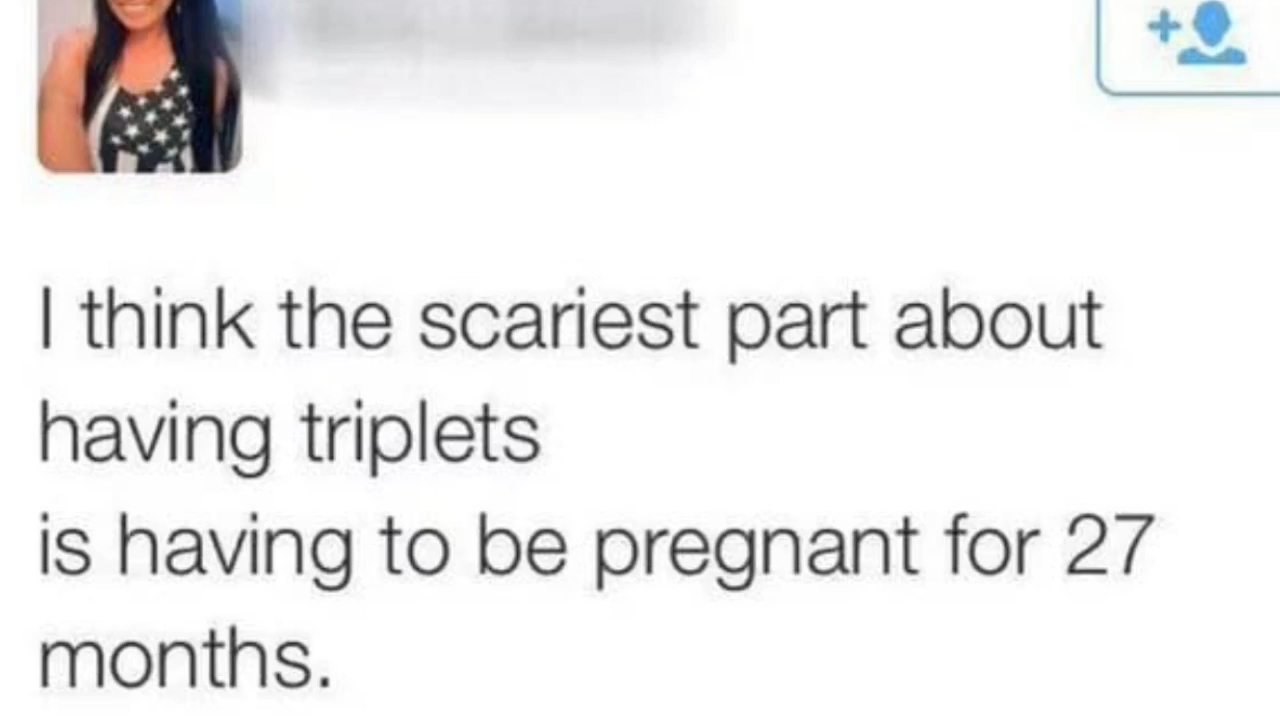 I think the scariest part about
having triplets
is having to be pregnant for 27
months.